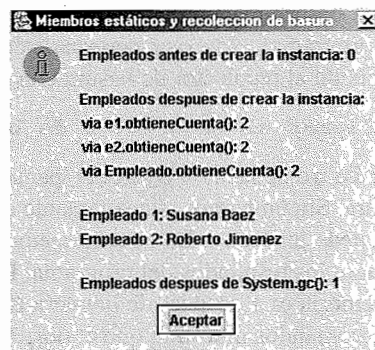 Miembros estáticos y recoleccion de basura
Empleados antes de crear la instancia: 0
Empleados despues de crear la instancia:
via e1.obtieneCuenta(): 2
via e2.obtieneCuenta(): 2
via Empleado.obtieneCuenta(): 2
Empleado 1: Susana Baez
Empleado 2: Roberto Jimenez
Empleados despues de System.gc(): 1
Aceptar